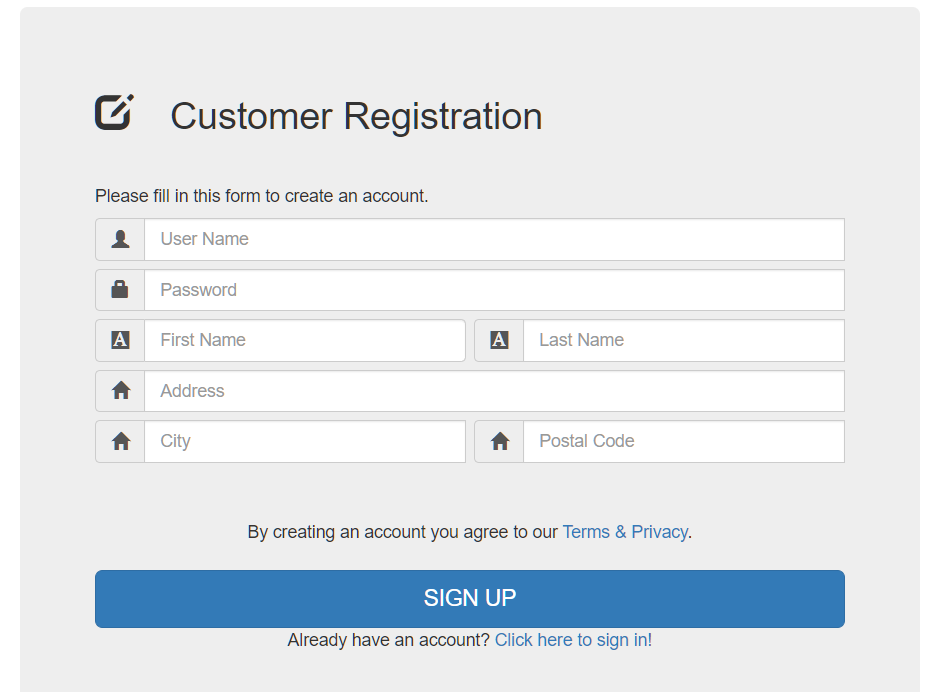 Customer Registration
Please fill in this form to create an account.
User Name
Password
A First Name A Last Name
Address
City Postal Code
By creating an account you agree to our Terms & Privacy.
SIGN UP
Already have an account? Click here to sign in!